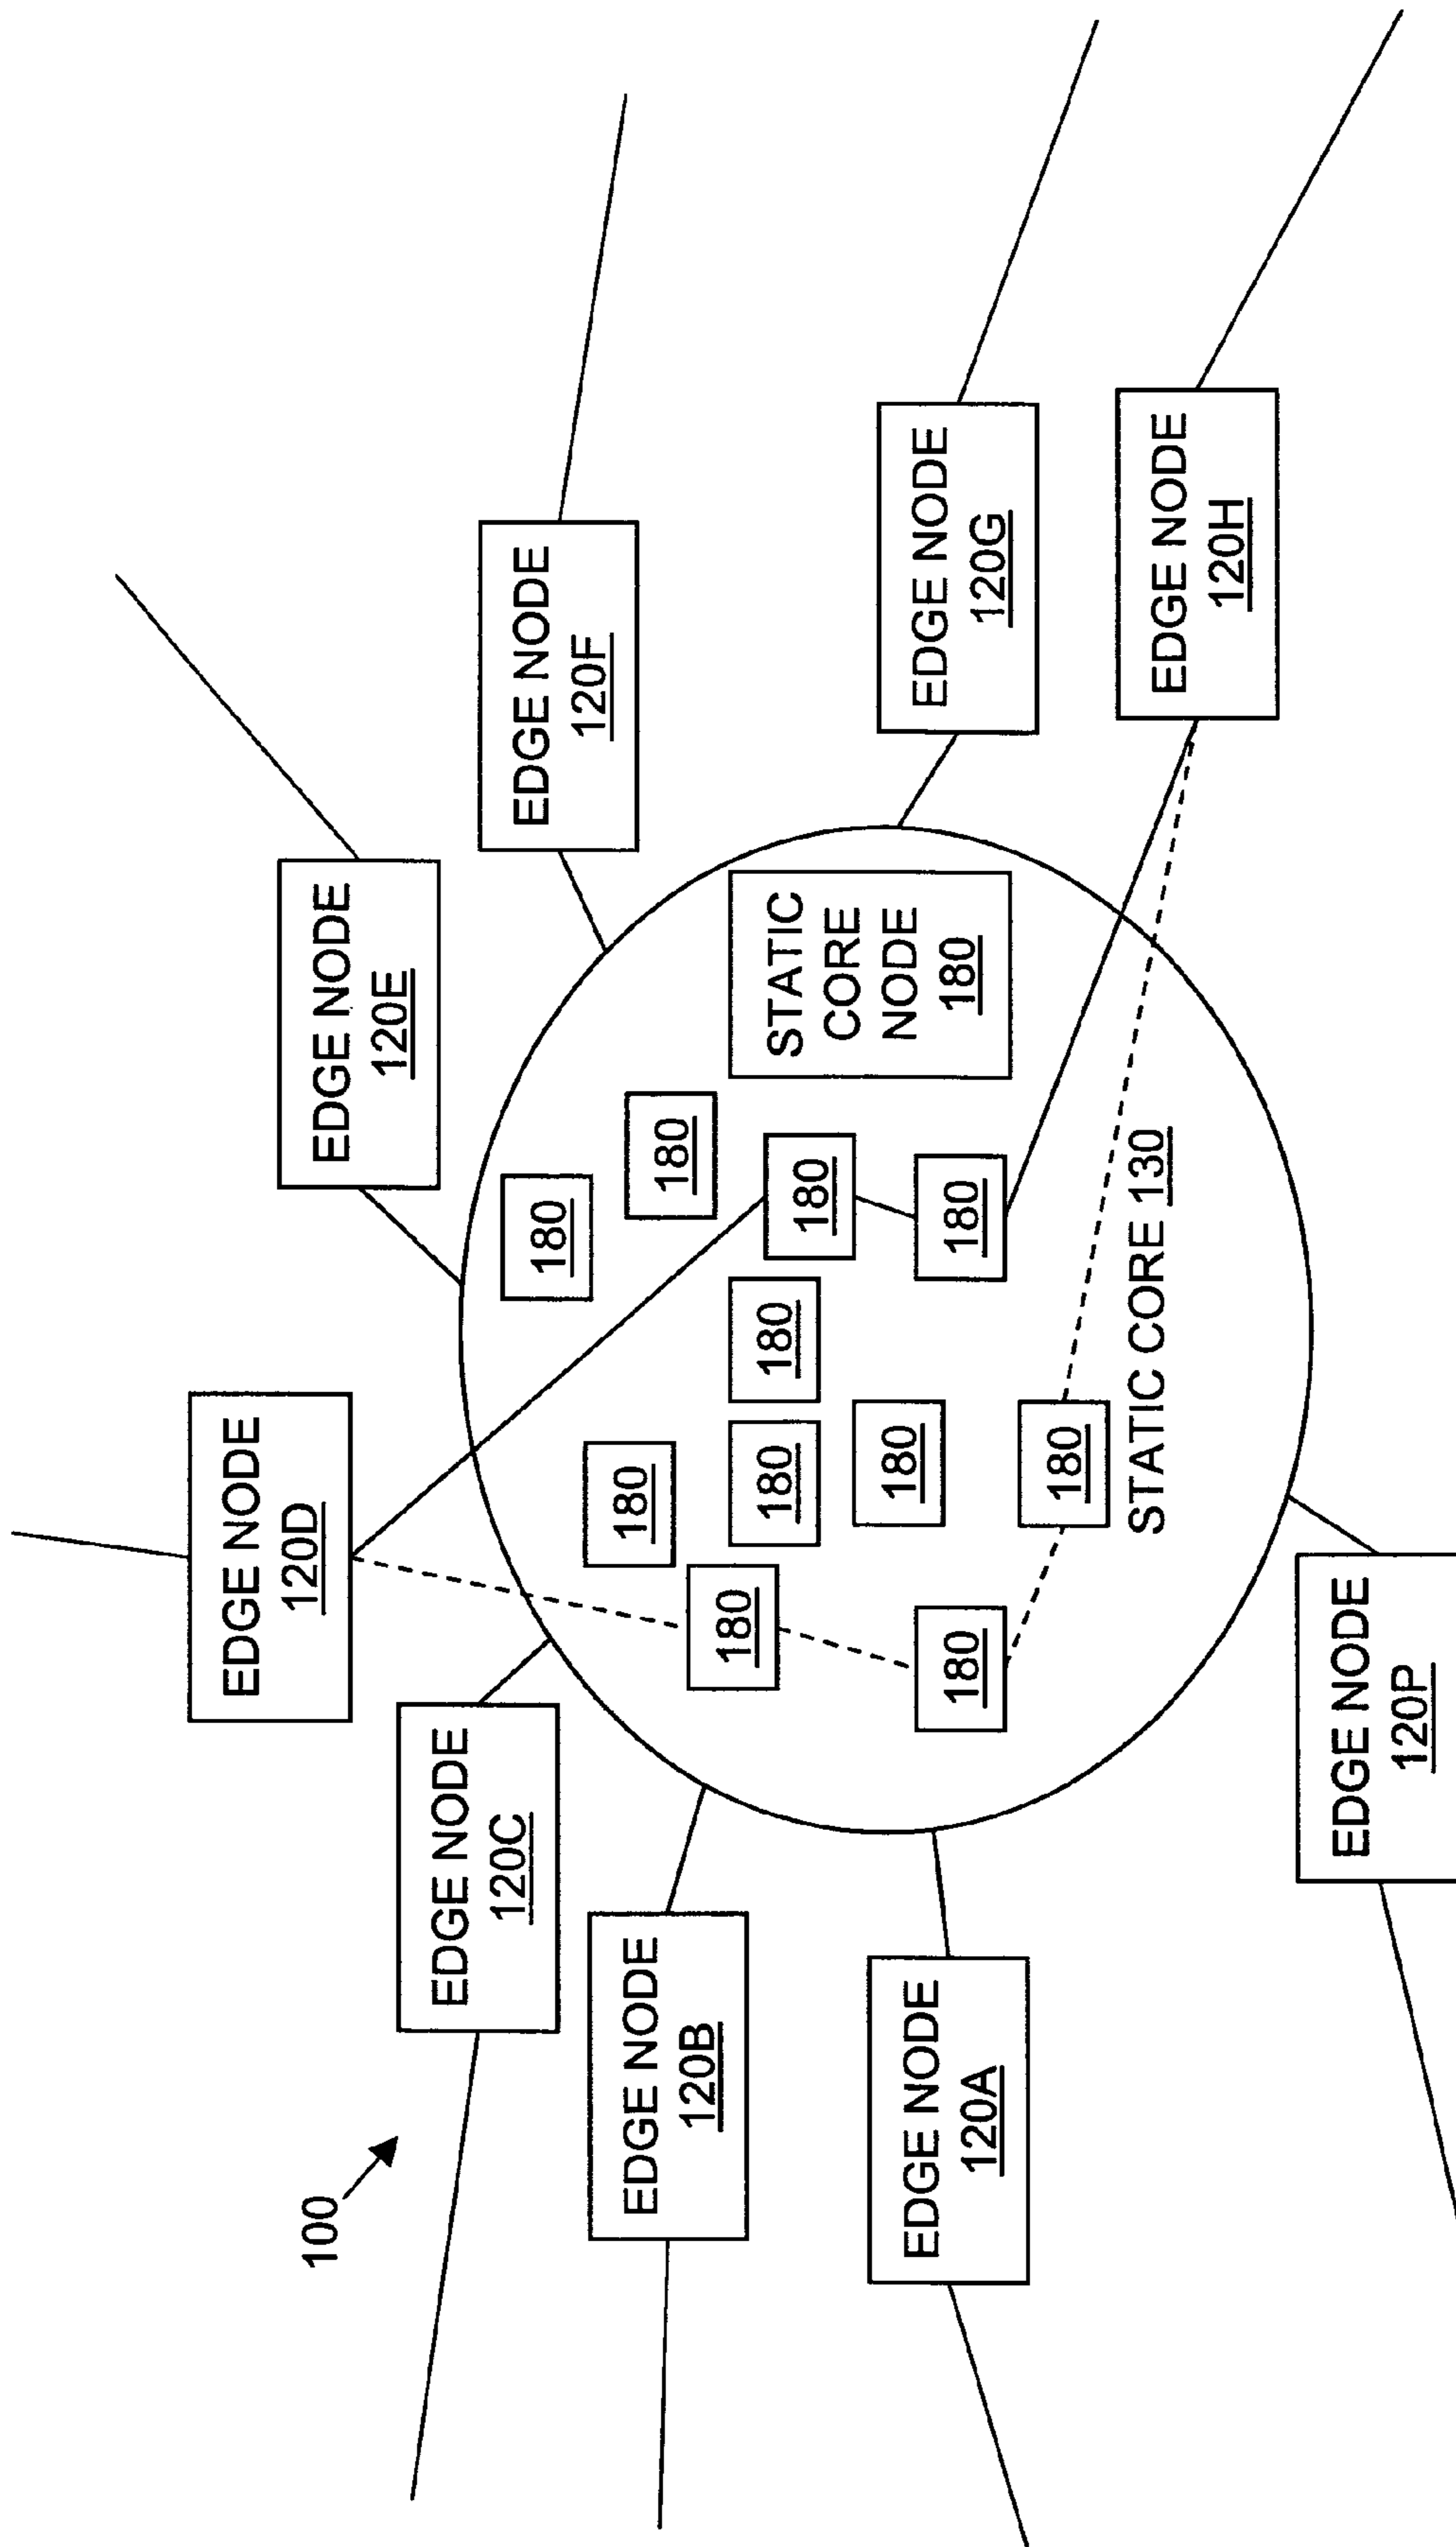 EDGE NODE
120D
100
EDGE NODE
120E
EDGE NODE
120C
EDGE NODE
120F
180
EDGE NODE
120B
180
180
180
180
180
180
STATIC
CORE
NODE
180
EDGE NODE
120A
180
EDGE NODE
120G
180
180
180
STATIC CORE 130
EDGE NODE
120H
EDGE NODE
120P